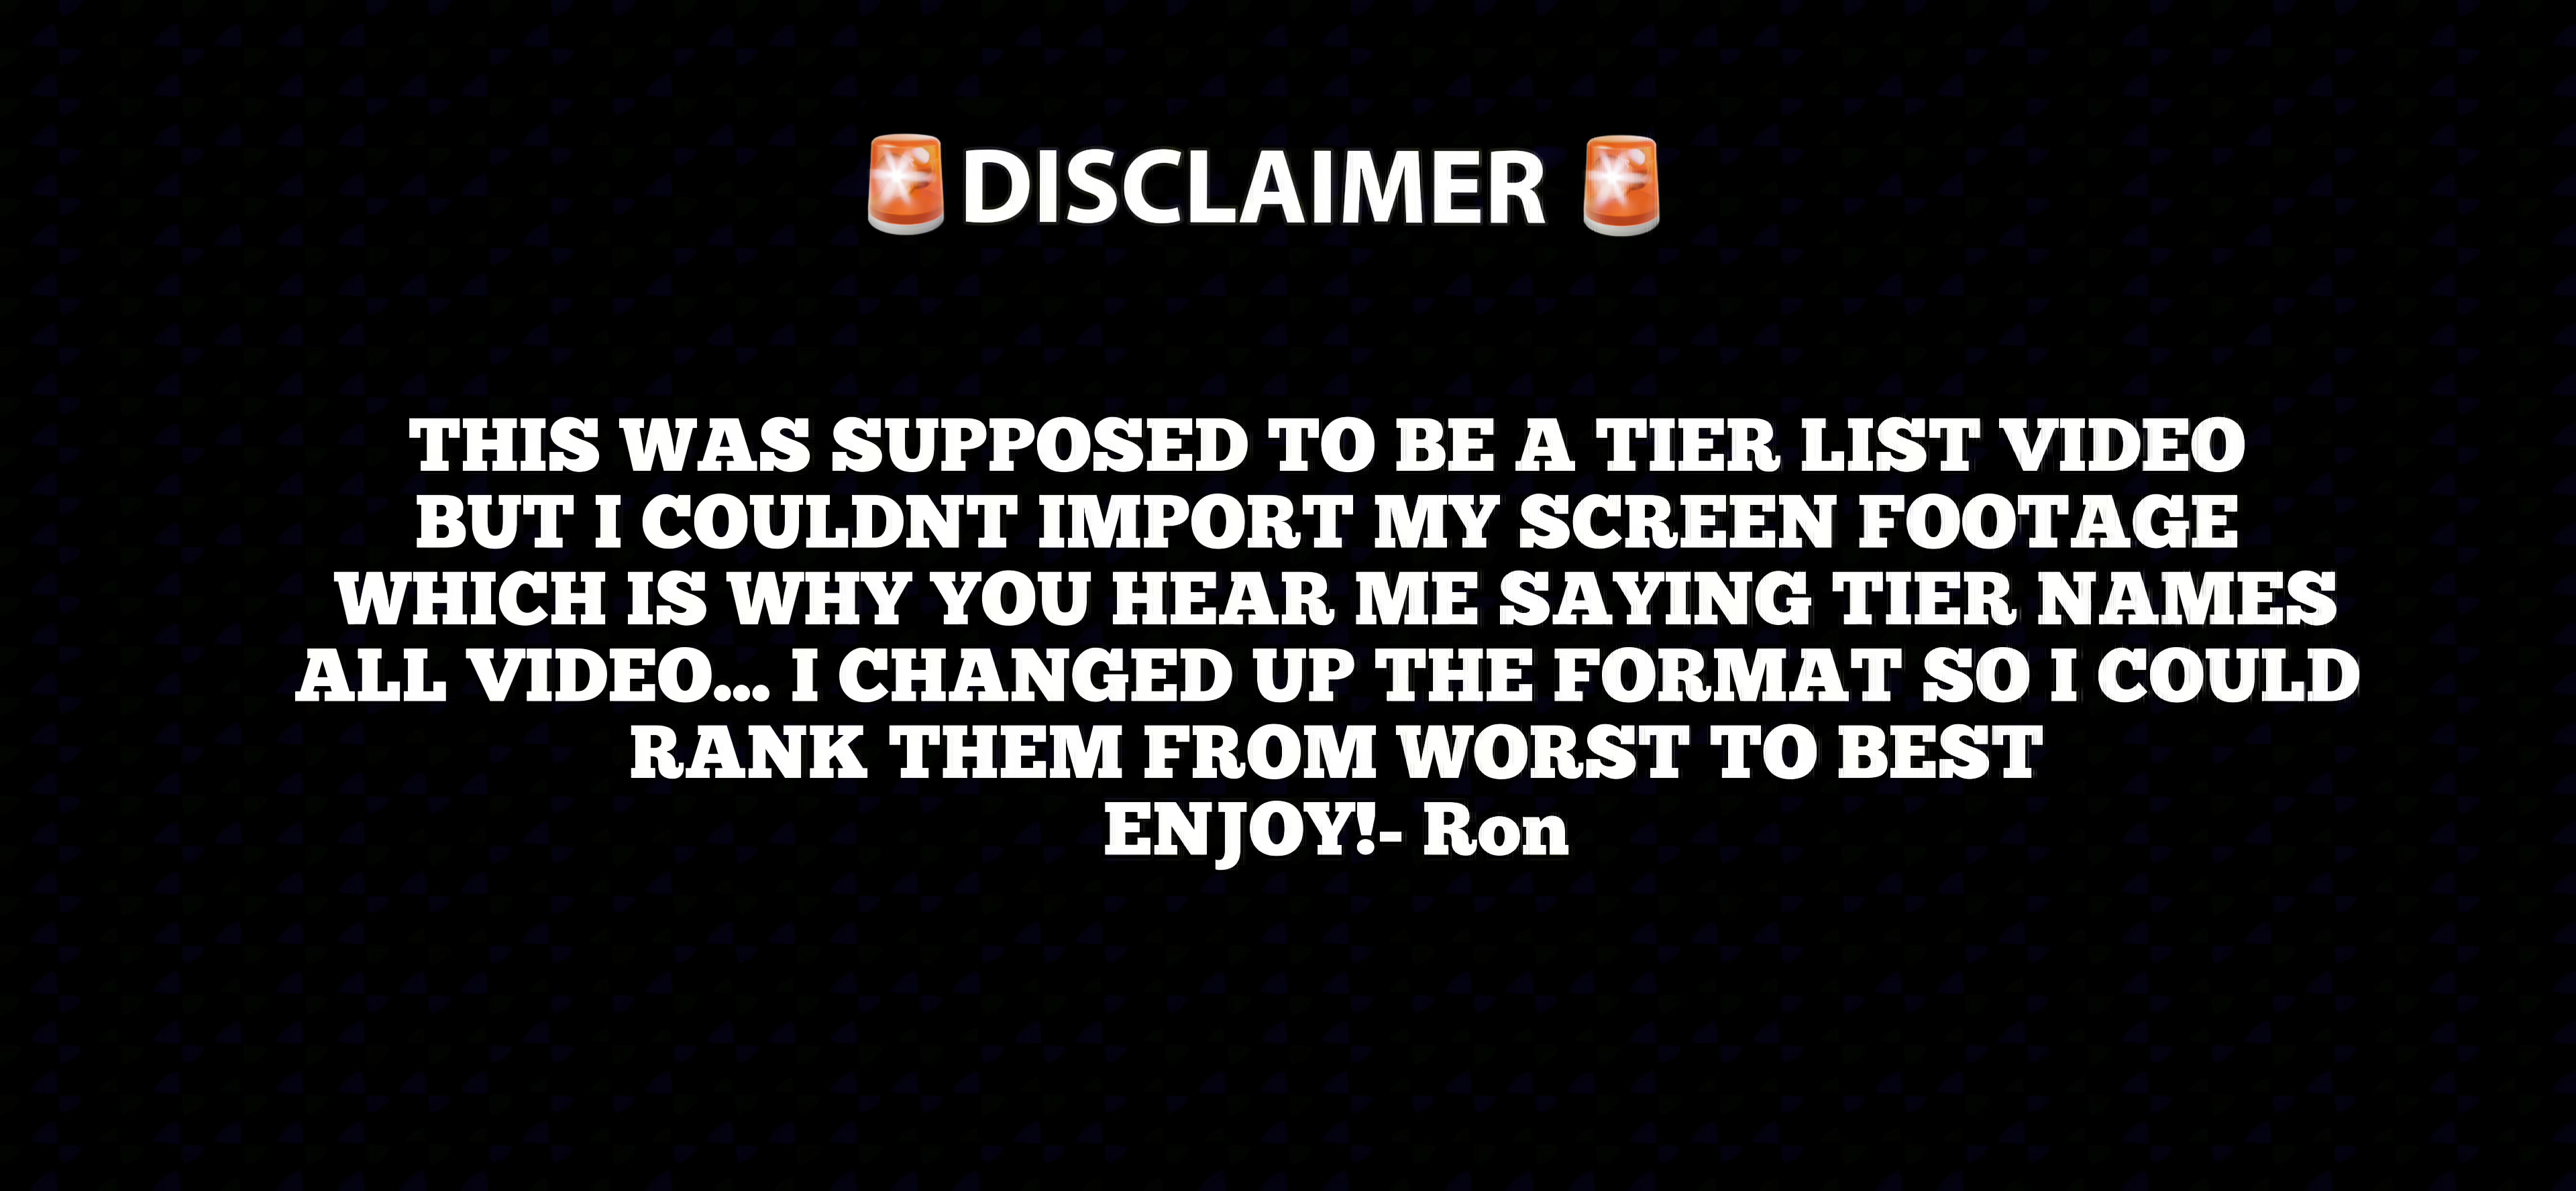 🚨DISCLAIMER 🚨
THIS WAS SUPPOSED TO BE A TIER LIST VIDEO
BUT I COULDNT IMPORT MY SCREEN FOOTAGE
WHICH IS WHY YOU HEAR ME SAYING TIER NAMES
ALL VIDEO... I CHANGED UP THE FORMAT SO I COULD
RANK THEM FROM WORST TO BEST
ENJOY!- Ron